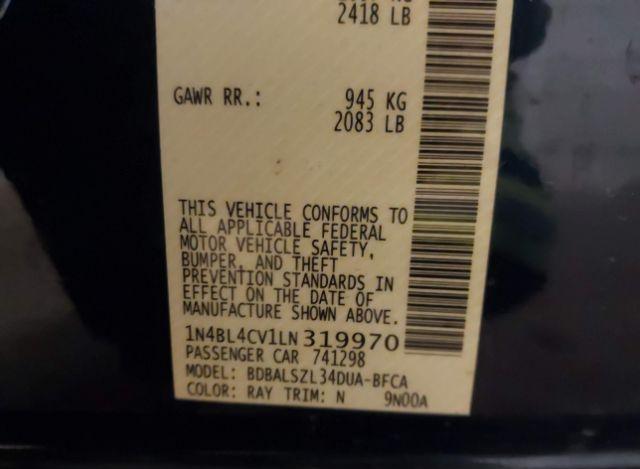 2418 LB
GAWR RR.: 945 KG
2083 LB
THIS VEHICLE CONFORMS TO
ALL APPLICABLE FEDERAL
MOTOR VEHICLE SAFETY,
BUMPER, AND THEFT
PREVENTION STANDARDS IN
EFFECT ON THE DATE OF
MANUFACTURE SHOWN ABOVE.
1N4BL4CV1LN319970
PASSENGER CAR 741298
MODEL: BDBALSZL34DUA-BFCA
COLOR: RAY TRIM: N 9N00A